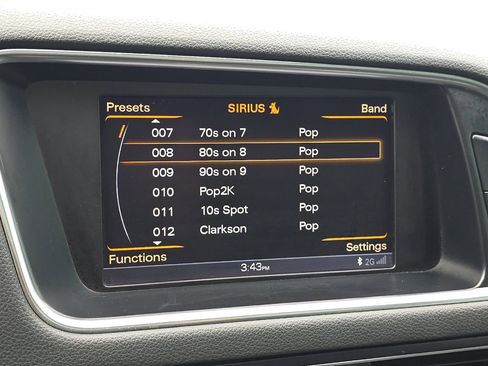 Presets SIRIUS Band
007 70s on 7 Pop
008 80s on 8 Pop
009 90s on 9 Pop
010 Pop2K Pop
011 10s Spot Pop
012 Clarkson Pop
Functions Settings
3:43PM 2G